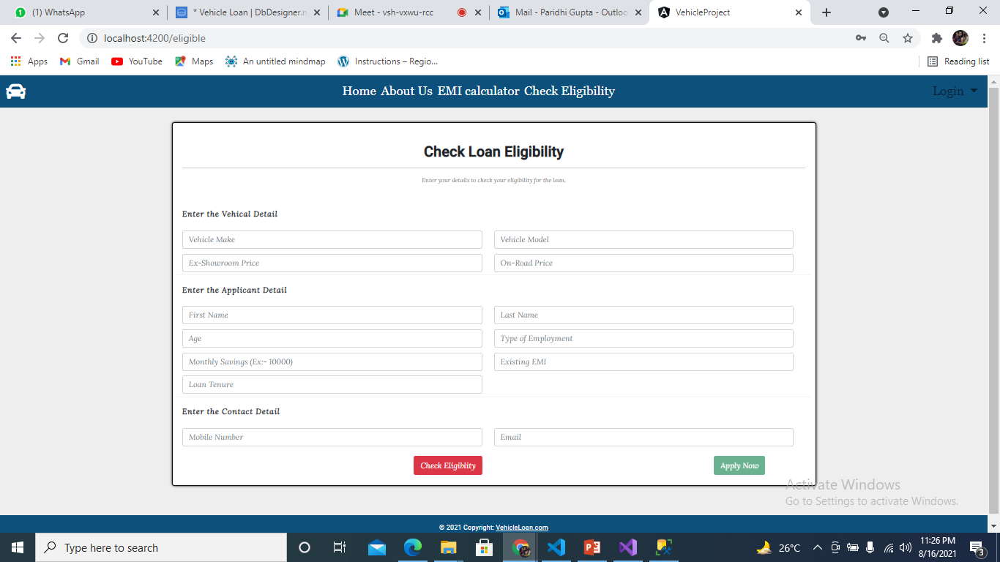 (1) WhatsApp
* Vehicle Loan | DbDesigner.n
Meet - vsh-vxwu-rcc
Mail - Paridhi Gupta - Outloo
VehicleProject
localhost:4200/eligible
Apps
Gmail
YouTube
Maps
An untitled mindmap
Instructions – Regio...
Reading list
Home About Us EMI calculator Check Eligibility
Login
Check Loan Eligibility
Enter your details to check your eligibility for the loan.
Enter the Vehical Detail
Vehicle Make
Vehicle Model
Ex-Showroom Price
On-Road Price
Enter the Applicant Detail
First Name
Last Name
Age
Type of Employment
Monthly Savings (Ex:- 10000)
Existing EMI
Loan Tenure
Enter the Contact Detail
Mobile Number
Email
Check Eligiblity
Apply Now
Activate Windows
Go to Settings to activate Windows.
© 2021 Copyright: VehicleLoan.com
Type here to search
26°C
11:26 PM
8/16/2021
3